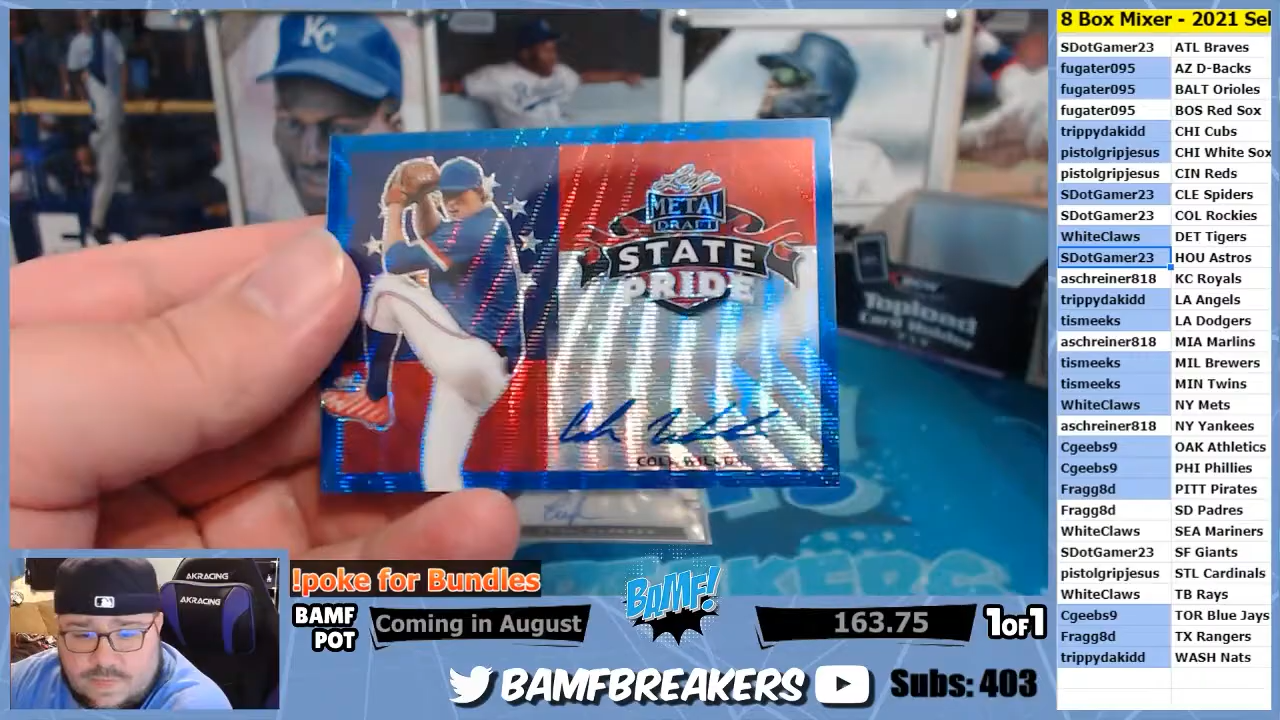 8 Box Mixer - 2021 Sel
SDotGamer23 ATL Braves
fugater095 AZ D-Backs
fugater095 BALT Orioles
fugater095 BOS Red Sox
trippydakidd CHI Cubs
pistolgripjesus CHI White Sox
pistolgripjesus CIN Reds
SDotGamer23 CLE Spiders
SDotGamer23 COL Rockies
WhiteClaws DET Tigers
SDotGamer23 HOU Astros
aschreiner818 KC Royals
trippydakidd LA Angels
tismeeks LA Dodgers
aschreiner818 MIA Marlins
tismeeks MIL Brewers
tismeeks MIN Twins
WhiteClaws NY Mets
aschreiner818 NY Yankees
Cgeebs9 OAK Athletics
Cgeebs9 PHI Phillies
Fragg8d PITT Pirates
Fragg8d SD Padres
WhiteClaws SEA Mariners
SDotGamer23 SF Giants
pistolgripjesus STL Cardinals
WhiteClaws TB Rays
Cgeebs9 TOR Blue Jays
Fragg8d TX Rangers
trippydakidd WASH Nats
KC
Leaf
METAL
DRAFT
STATE
PRIDE
Toploader
AKRACING
AKRACING
!poke for Bundles
BAMF
POT
Coming in August
BAMF!
163.75
1OF1
BAMFBREAKERS
Subs: 403